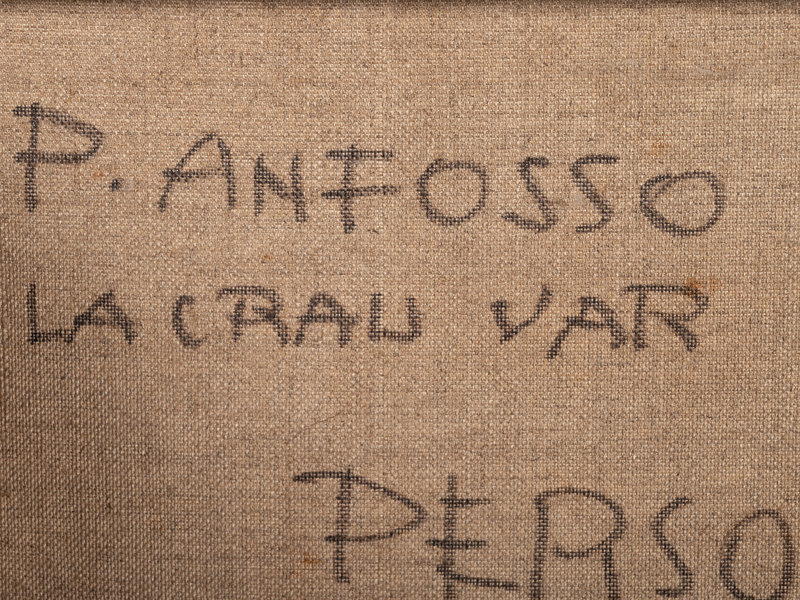 P. ANFOSSO
LA CRAU VAR
PERSO